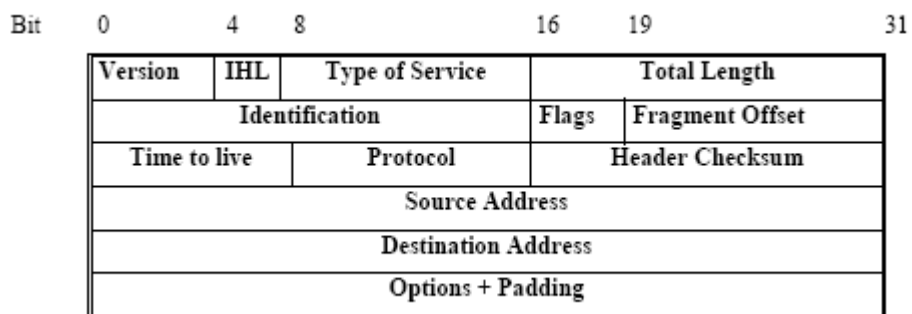 Bit 0 4 8 16 19 31
Version IHL Type of Service Total Length
Identification Flags Fragment Offset
Time to live Protocol Header Checksum
Source Address
Destination Address
Options + Padding